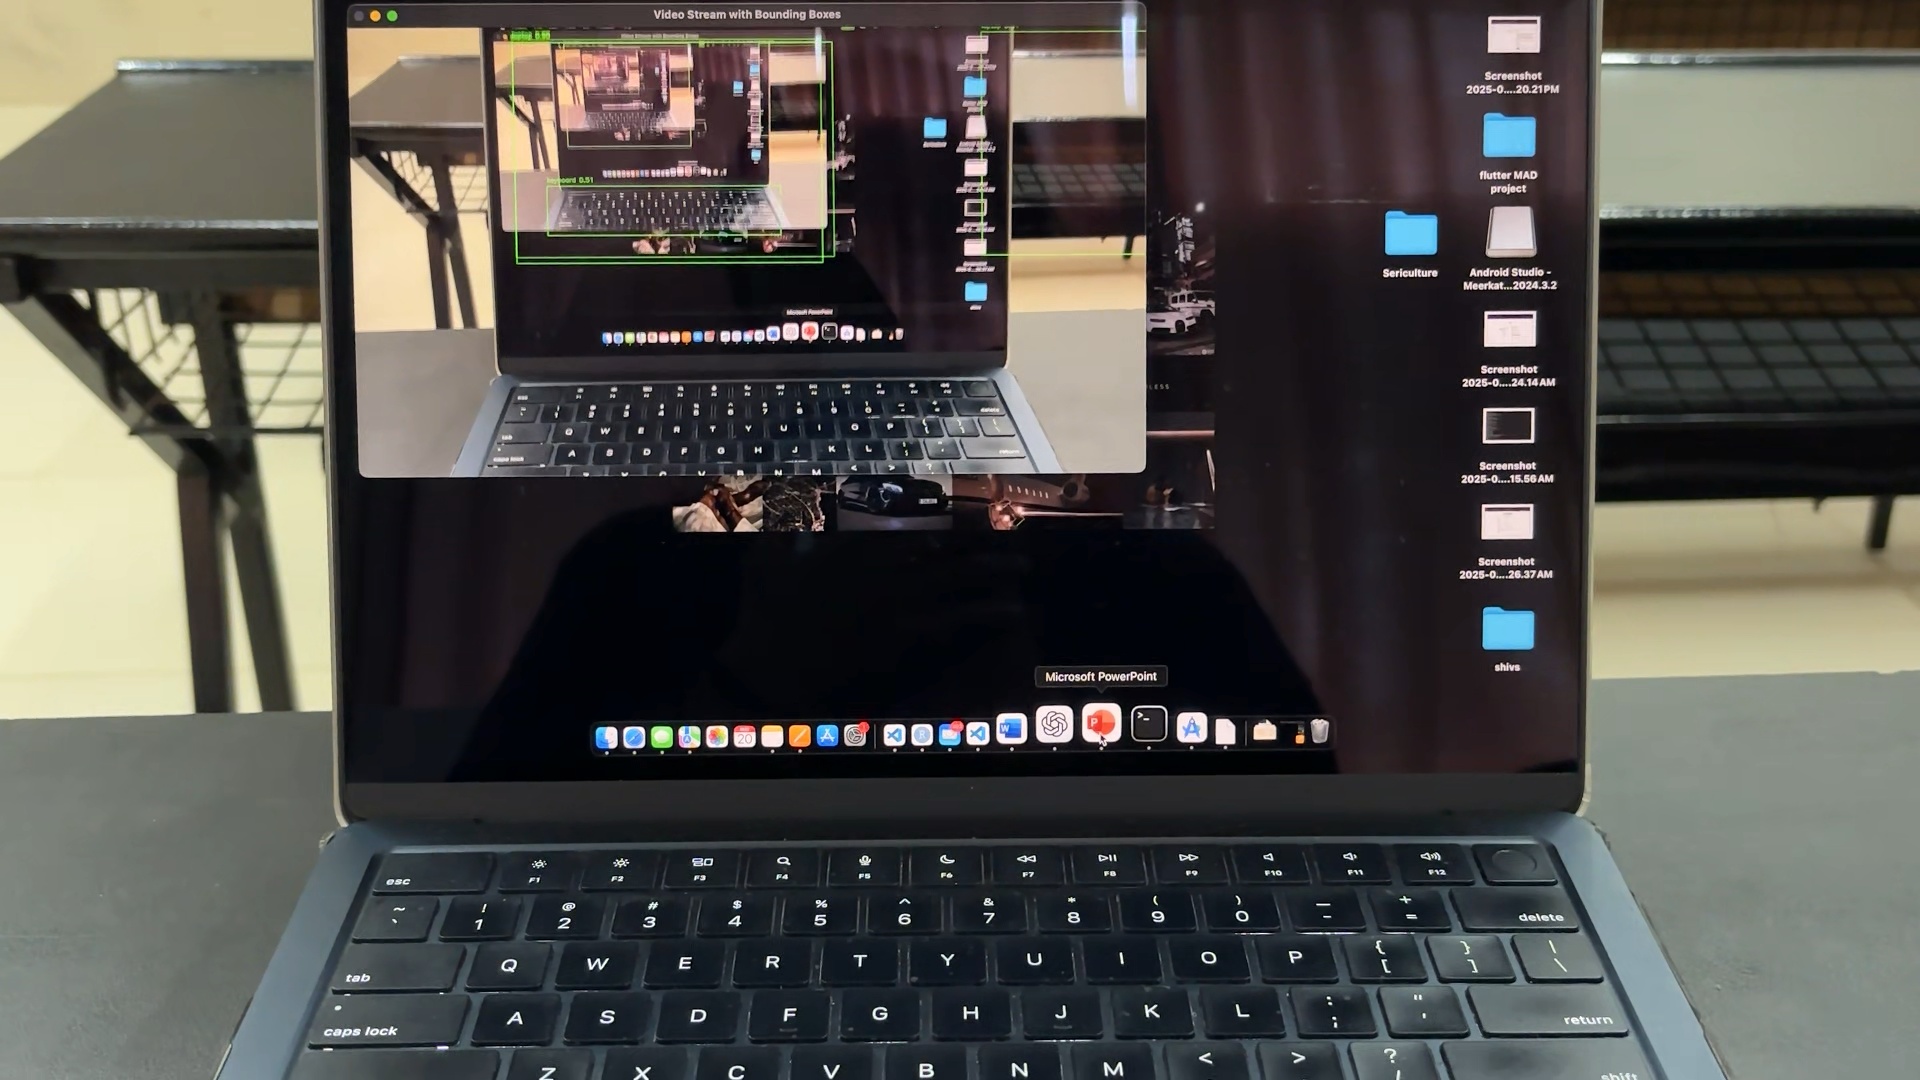 Video Stream with Bounding Boxes
keyboard 0.51
Microsoft PowerPoint
Screenshot
2025-0....20.21 PM
flutter MAD
project
Sericulture
Android Studio -
Meerkat...2024.3.2
Screenshot
2025-0....24.14 AM
Screenshot
2025-0....15.56 AM
Screenshot
2025-0....26.37 AM
shivs
Microsoft PowerPoint
20
W
P
>-
esc F1 F2 F3 F4 F5 F6 F7 F8 F9 F10 F11 F12
~ ! @ # $ % ^ & * ( ) — +
` 1 2 3 4 5 6 7 8 9 0 - = delete
tab Q W E R T Y U I O P { [ } ] | \
caps lock A S D F G H J K L : ; " ' return
Z X C V B N M < > ? shift